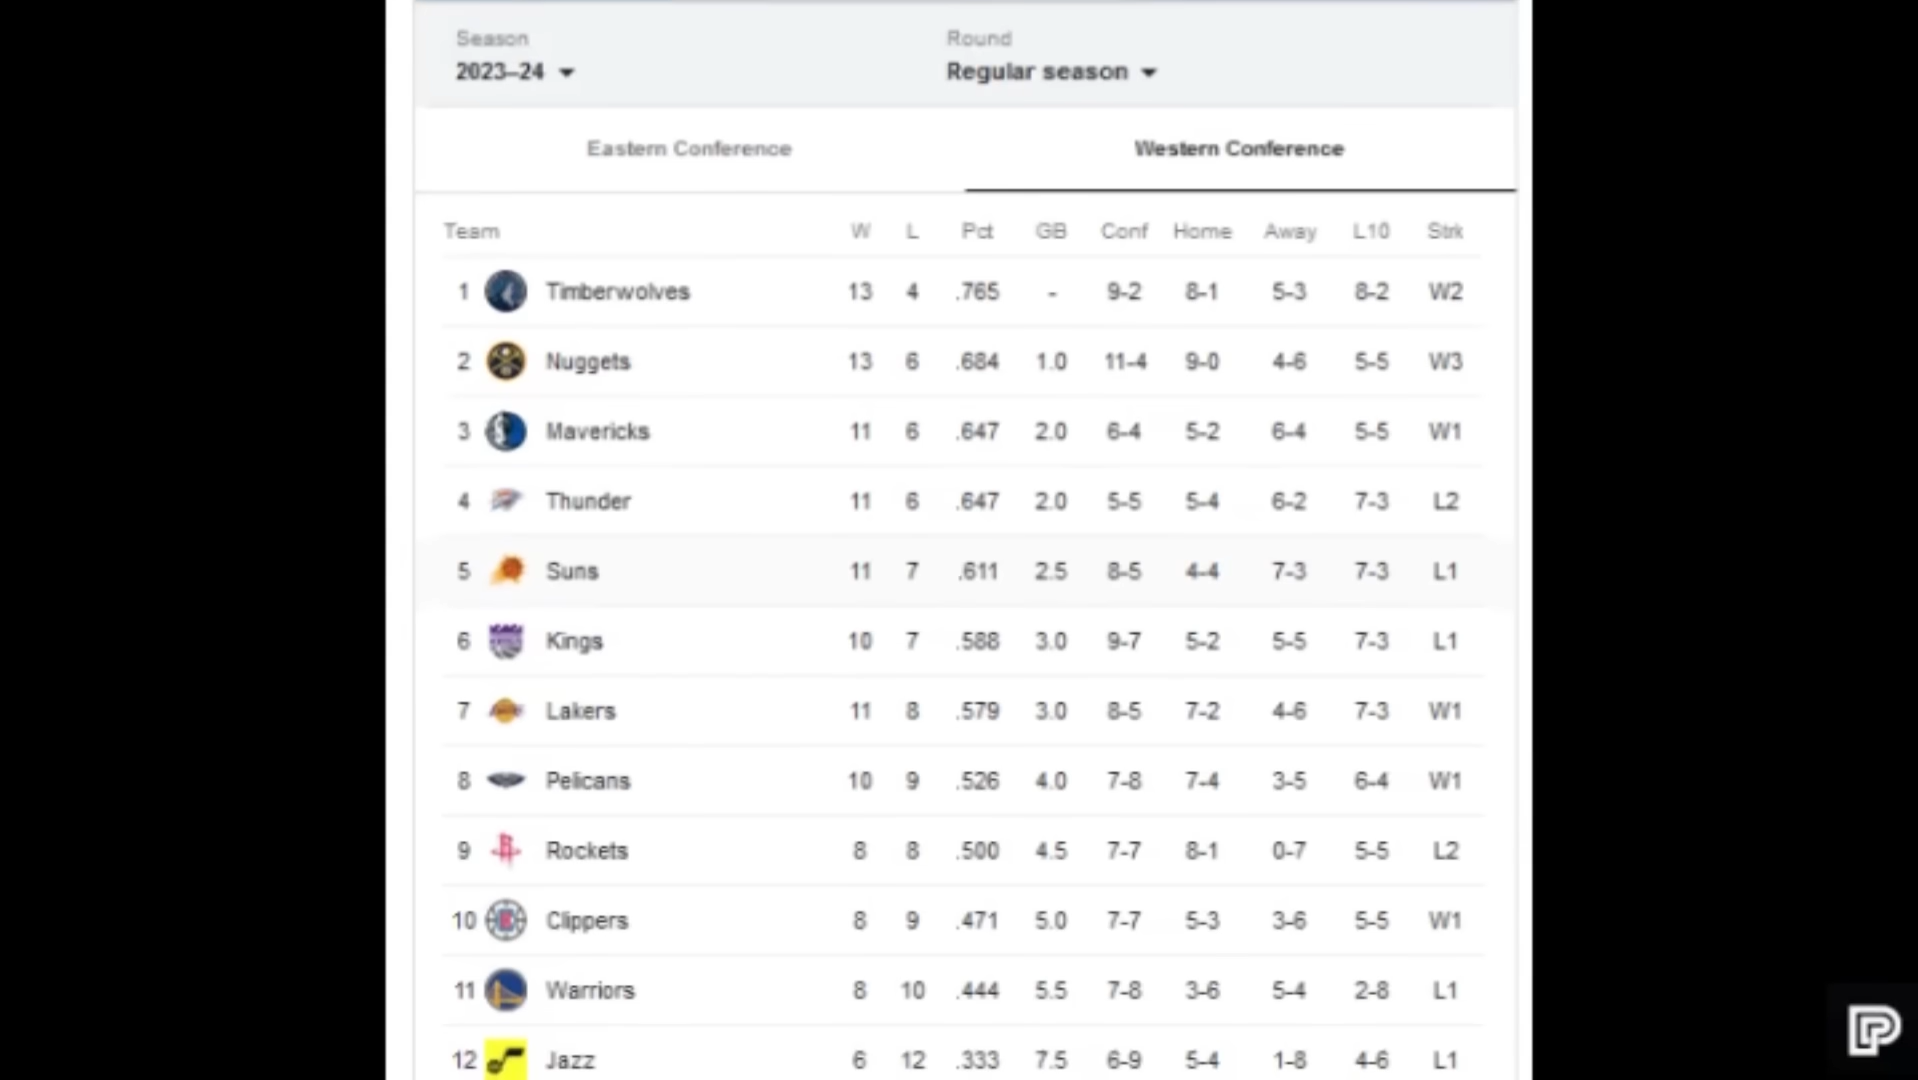 Season Round
2023–24 Regular season
Eastern Conference Western Conference
Team W L Pct GB Conf Home Away L10 Strk
1 Timberwolves 13 4 .765 - 9-2 8-1 5-3 8-2 W2
2 Nuggets 13 6 .684 1.0 11-4 9-0 4-6 5-5 W3
3 Mavericks 11 6 .647 2.0 6-4 5-2 6-4 5-5 W1
4 Thunder 11 6 .647 2.0 5-5 5-4 6-2 7-3 L2
5 Suns 11 7 .611 2.5 8-5 4-4 7-3 7-3 L1
6 Kings 10 7 .588 3.0 9-7 5-2 5-5 7-3 L1
7 Lakers 11 8 .579 3.0 8-5 7-2 4-6 7-3 W1
8 Pelicans 10 9 .526 4.0 7-8 7-4 3-5 6-4 W1
9 Rockets 8 8 .500 4.5 7-7 8-1 0-7 5-5 L2
10 Clippers 8 9 .471 5.0 7-7 5-3 3-6 5-5 W1
11 Warriors 8 10 .444 5.5 7-8 3-6 5-4 2-8 L1
12 Jazz 6 12 .333 7.5 6-9 5-4 1-8 4-6 L1